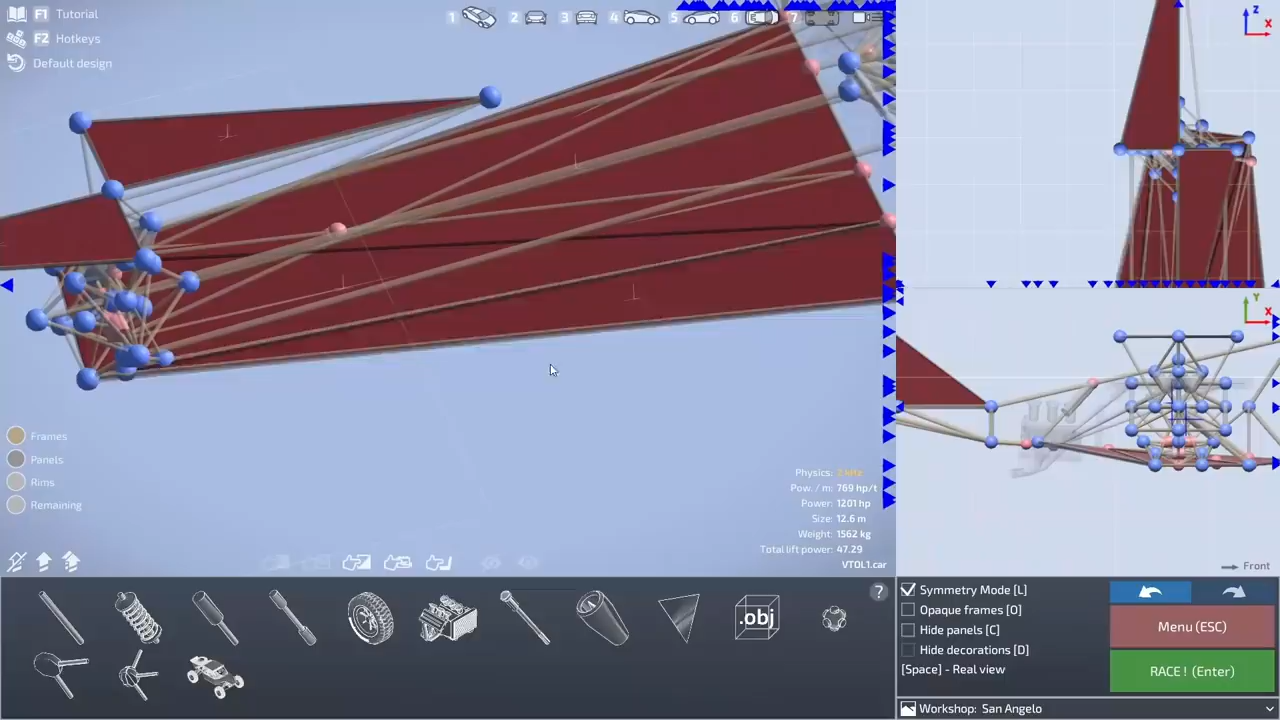 F1 Tutorial
F2 Hotkeys
Default design
1 2 3 4 5 6 7
Z
X
Y
X
Front
Frames
Panels
Rims
Remaining
Physics: 2 kHz
Pow. / m: 769 hp/t
Power: 1201 hp
Size: 12.6 m
Weight: 1562 kg
Total lift power: 47.29
VTOL1.car
?
.obj
Symmetry Mode [L]
Opaque frames [O]
Hide panels [C]
Hide decorations [D]
[Space] - Real view
Menu (ESC)
RACE! (Enter)
Workshop: San Angelo